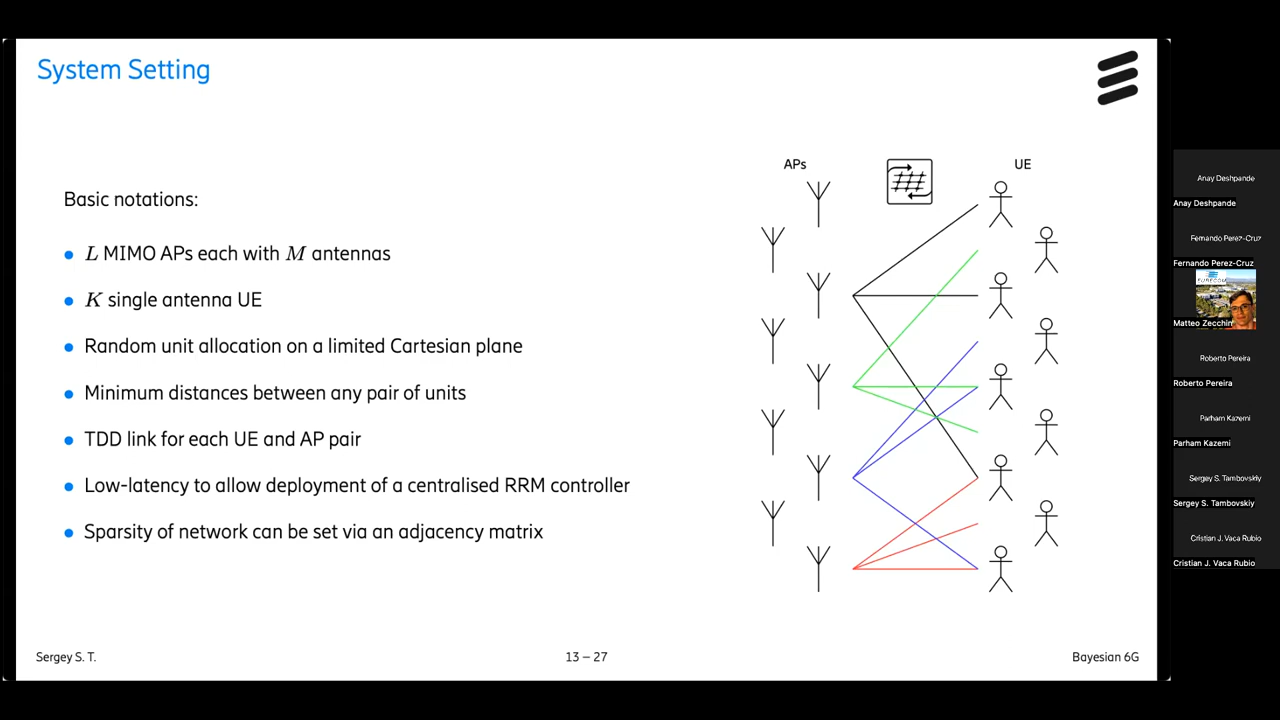 System Setting
APs
UE
Basic notations:
L MIMO APs each with M antennas
K single antenna UE
Random unit allocation on a limited Cartesian plane
Minimum distances between any pair of units
TDD link for each UE and AP pair
Low-latency to allow deployment of a centralised RRM controller
Sparsity of network can be set via an adjacency matrix
Sergey S. T.
13 – 27
Bayesian 6G
Anay Deshpande
Anay Deshpande
Fernando Perez-Cruz
Fernando Perez-Cruz
EURECOM
Matteo Zecchin
Roberto Pereira
Roberto Pereira
Parham Kazemi
Parham Kazemi
Sergey S. Tambovskiy
Sergey S. Tambovskiy
Cristian J. Vaca Rubio
Cristian J. Vaca Rubio